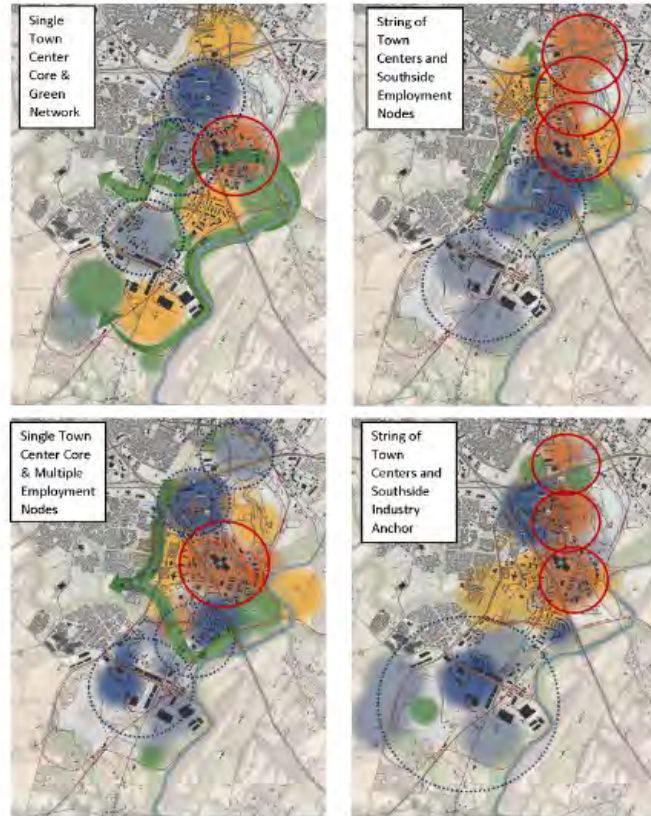 Single
Town
Center
Core &
Green
Network
String of
Town
Centers and
Southside
Employment
Nodes
Single Town
Center Core
& Multiple
Employment
Nodes
String of
Town
Centers and
Southside
Industry
Anchor